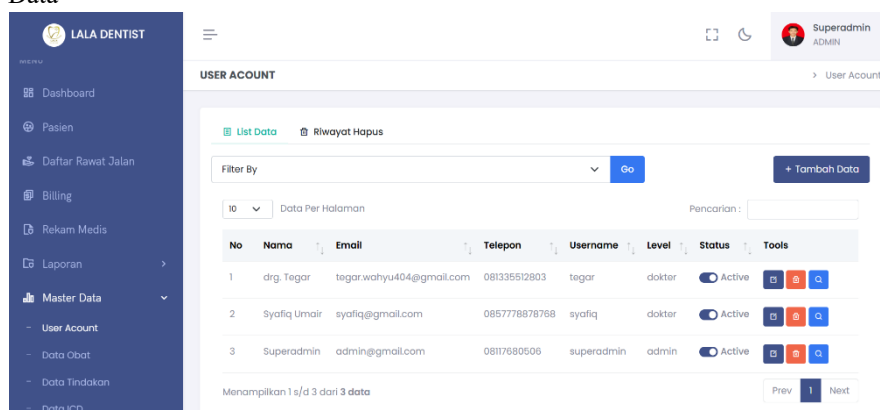 Data
LALA DENTIST
Superadmin
ADMIN
MENU
USER ACOUNT
> User Acount
Dashboard
Pasien
Daftar Rawat Jalan
Billing
Rekam Medis
Laporan
Master Data
- User Acount
- Data Obat
- Data Tindakan
- Data ICD
List Data Riwayat Hapus
Filter By Go + Tambah Data
10 Data Per Halaman Pencarian :
No Nama Email Telepon Username Level Status Tools
1 drg. Tegar tegar.wahyu404@gmail.com 081335512803 tegar dokter Active
2 Syafiq Umair syafiq@gmail.com 0857778878768 syafiq dokter Active
3 Superadmin admin@gmail.com 08117680506 superadmin admin Active
Menampilkan 1 s/d 3 dari 3 data Prev 1 Next